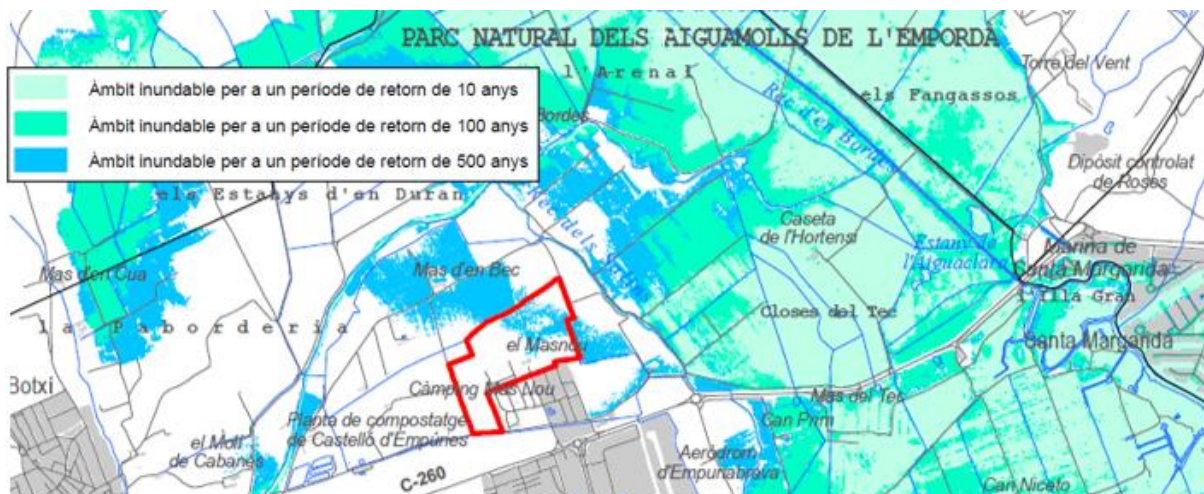 PARC NATURAL DELS AIGUAMOLLS DE L'EMPORDÀ
l'Arenal
Torre del Vent
Àmbit inundable per a un període de retorn de 10 anys
Àmbit inundable per a un període de retorn de 100 anys
Àmbit inundable per a un període de retorn de 500 anys
Bordes
Rec d'en Bordes
els Fangassos
Dipòsit controlat
de Roses
els Estanys d'en Duran
Rec dels
Caseta
de l'Hortensi
Estany de
l'Aiguaclara
Marina de
Santa Margarida
Mas d'en Cua
Mas d'en Bec
l'Illa Gran
la Paborderia
Closes del Tec
el Masnou
Santa Margarida
Botxi
Càmping Mas Nou
Mas del Tec
Planta de compostatge
de Castelló d'Empúries
Can Prim
el Molí
de Cabanes
Aeròdrom
d'Empuriabrava
C-260
Can Niceto